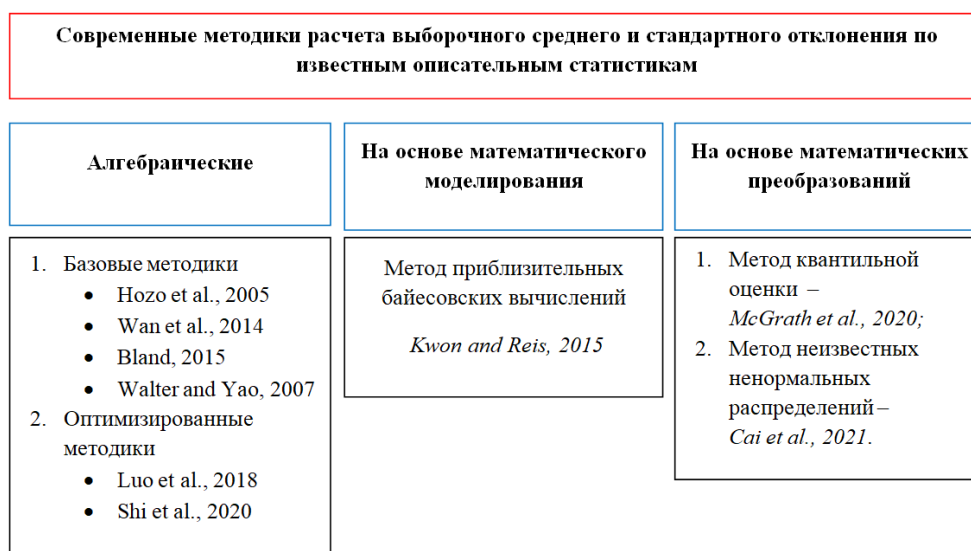 Современные методики расчета выборочного среднего и стандартного отклонения по
известным описательным статистикам
Алгебраические
1. Базовые методики
• Hozo et al., 2005
• Wan et al., 2014
• Bland, 2015
• Walter and Yao, 2007
2. Оптимизированные
методики
• Luo et al., 2018
• Shi et al., 2020
На основе математического
моделирования
Метод приблизительных
байесовских вычислений
Kwon and Reis, 2015
На основе математических
преобразований
1. Метод квантильной
оценки –
McGrath et al., 2020;
2. Метод неизвестных
ненормальных
распределений –
Cai et al., 2021.